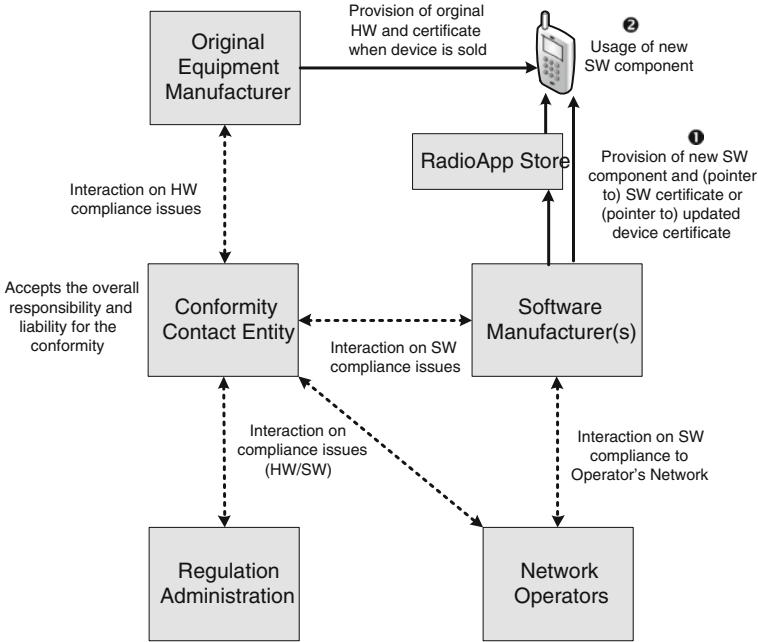 Provision of orginal
HW and certificate
when device is sold
Original
Equipment
Manufacturer
❷
Usage of new
SW component
RadioApp Store
❶
Provision of new SW
component and (pointer
to) SW certificate or
(pointer to) updated
device certificate
Interaction on HW
compliance issues
Accepts the overall
responsibility and
liability for the
conformity
Conformity
Contact Entity
Software
Manufacturer(s)
Interaction on SW
compliance issues
Interaction on
compliance issues
(HW/SW)
Interaction on SW
compliance to
Operator's Network
Regulation
Administration
Network
Operators